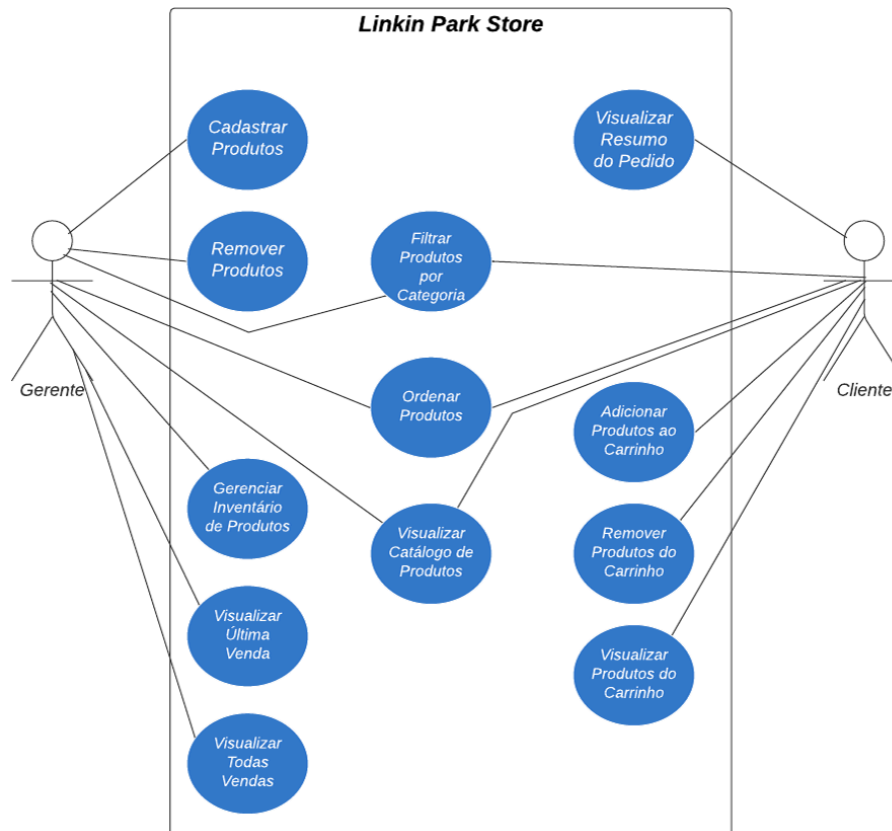 Linkin Park Store
Cadastrar
Produtos
Visualizar
Resumo
do Pedido
Remover
Produtos
Filtrar
Produtos
por
Categoria
Gerente
Cliente
Ordenar
Produtos
Adicionar
Produtos ao
Carrinho
Gerenciar
Inventário
de Produtos
Visualizar
Catálogo de
Produtos
Remover
Produtos do
Carrinho
Visualizar
Última
Venda
Visualizar
Produtos do
Carrinho
Visualizar
Todas
Vendas